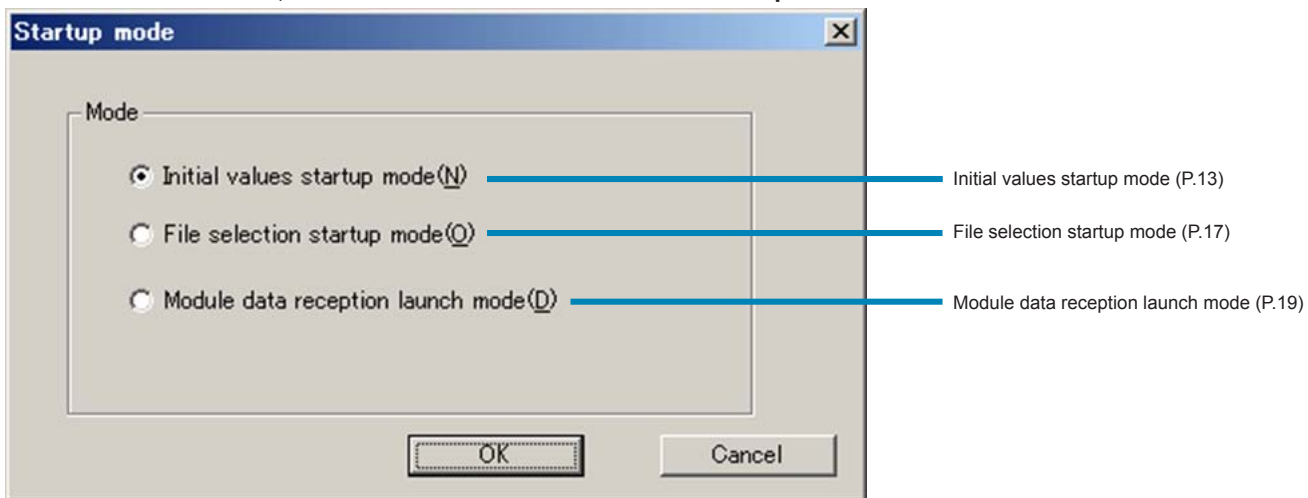 Startup mode
Mode
Initial values startup mode(N)
Initial values startup mode (P.13)
File selection startup mode(O)
File selection startup mode (P.17)
Module data reception launch mode(D)
Module data reception launch mode (P.19)
OK
Cancel